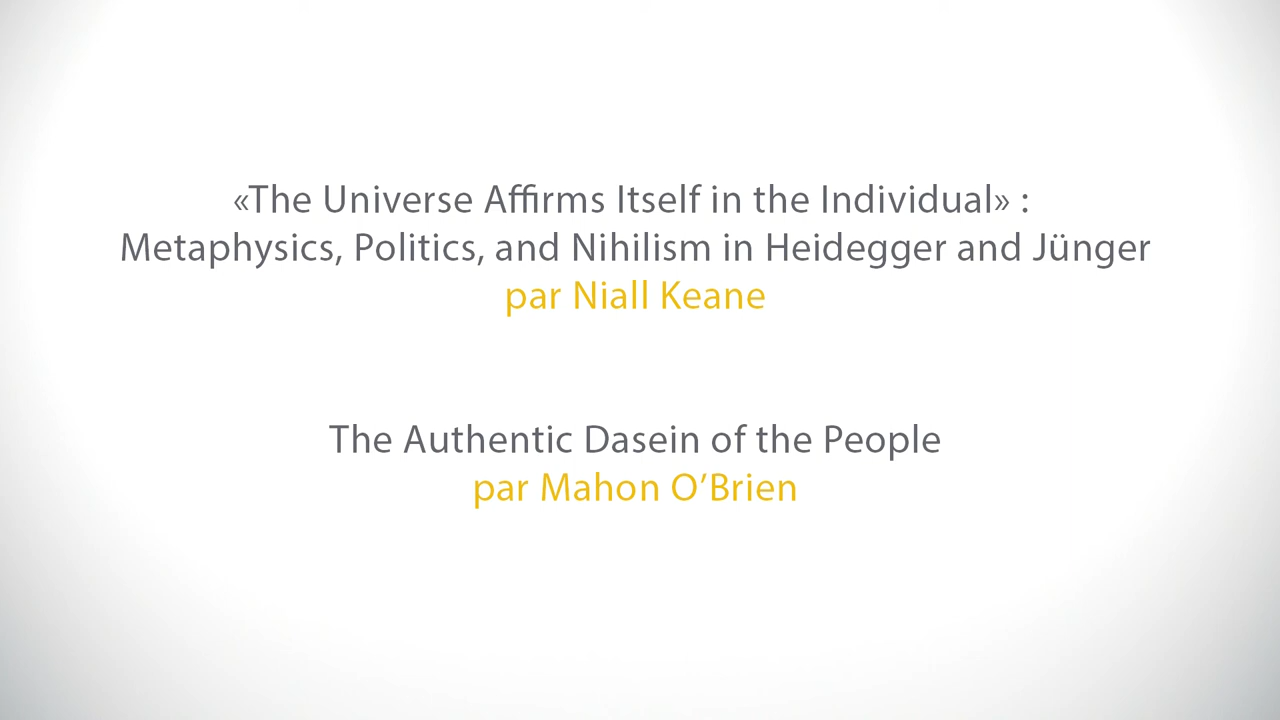 «The Universe Affirms Itself in the Individual» :
Metaphysics, Politics, and Nihilism in Heidegger and Jünger
par Niall Keane
The Authentic Dasein of the People
par Mahon O’Brien